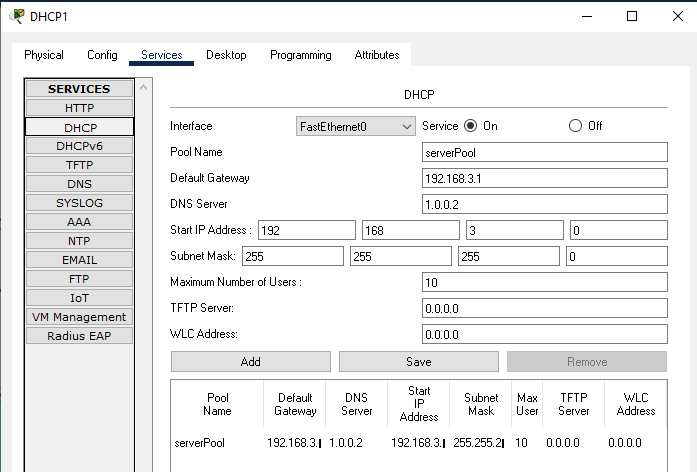 DHCP1
Physical Config Services Desktop Programming Attributes
SERVICES
HTTP
DHCP
DHCPv6
TFTP
DNS
SYSLOG
AAA
NTP
EMAIL
FTP
IoT
VM Management
Radius EAP
DHCP
Interface FastEthernet0 Service On Off
Pool Name serverPool
Default Gateway 192.168.3.1
DNS Server 1.0.0.2
Start IP Address : 192 168 3 0
Subnet Mask: 255 255 255 0
Maximum Number of Users : 10
TFTP Server: 0.0.0.0
WLC Address: 0.0.0.0
Add Save Remove
Pool Name Default Gateway DNS Server Start IP Address Subnet Mask Max User TFTP Server WLC Address
serverPool 192.168.3. 1.0.0.2 192.168.3. 255.255.2 10 0.0.0.0 0.0.0.0